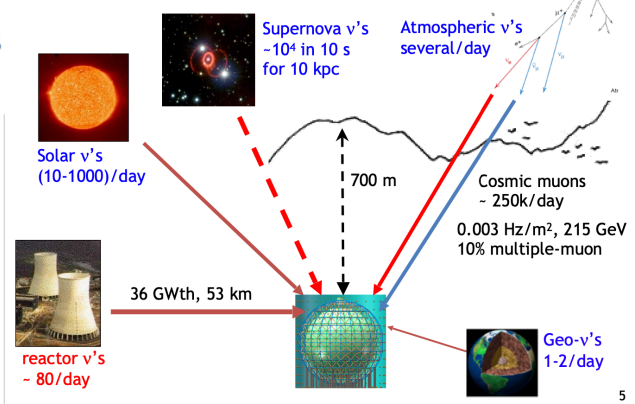 Supernova ν's
~10⁴ in 10 s
for 10 kpc
Atmospheric ν's
several/day
Solar ν's
(10-1000)/day
700 m
Cosmic muons
~ 250k/day
0.003 Hz/m², 215 GeV
10% multiple-muon
36 GWth, 53 km
reactor ν's
~ 80/day
Geo-ν's
1-2/day
5